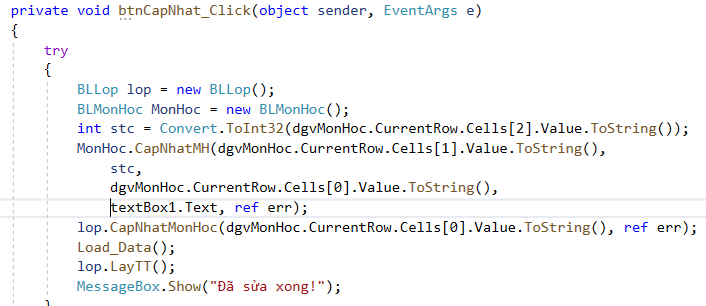 private void btnCapNhat_Click(object sender, EventArgs e)
{
try
{
BLLop lop = new BLLop();
BLMonHoc MonHoc = new BLMonHoc();
int stc = Convert.ToInt32(dgvMonHoc.CurrentRow.Cells[2].Value.ToString());
MonHoc.CapNhatMH(dgvMonHoc.CurrentRow.Cells[1].Value.ToString(),
stc,
dgvMonHoc.CurrentRow.Cells[0].Value.ToString(),
textBox1.Text, ref err);
lop.CapNhatMonHoc(dgvMonHoc.CurrentRow.Cells[0].Value.ToString(), ref err);
Load_Data();
lop.LayTT();
MessageBox.Show("Đã sửa xong!");